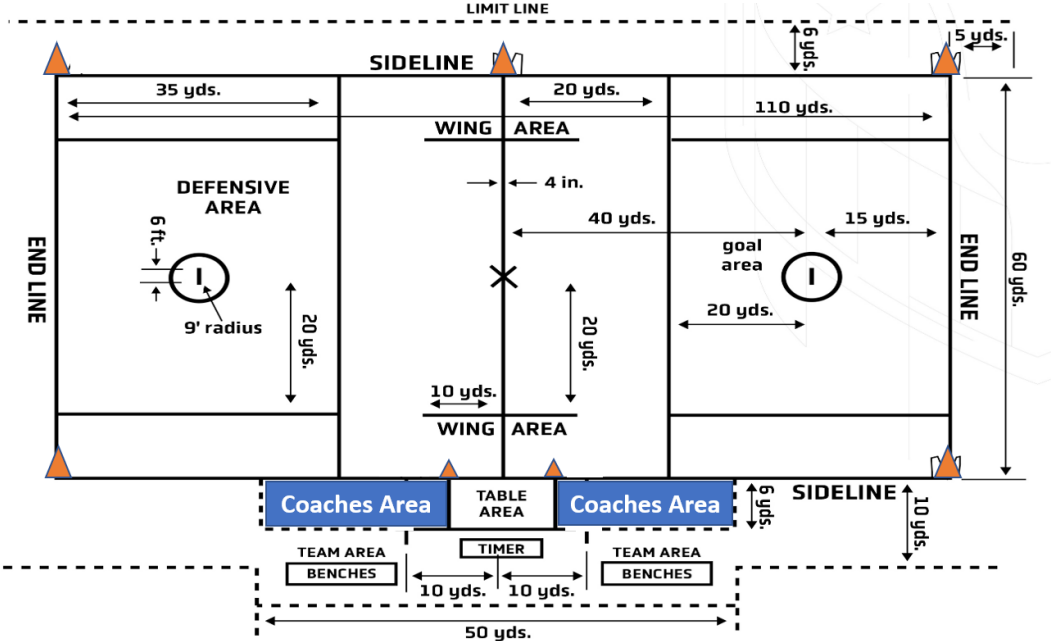 LIMIT LINE
6 yds.
5 yds.
SIDELINE
35 yds.
20 yds.
110 yds.
WING AREA
4 in.
DEFENSIVE
AREA
6 ft.
40 yds.
15 yds.
goal
area
END LINE
I
I
END LINE
60 yds.
9' radius
20 yds.
20 yds.
20 yds.
10 yds.
WING AREA
Coaches Area
TABLE
AREA
Coaches Area
6 yds.
SIDELINE
10 yds.
TEAM AREA
BENCHES
TIMER
TEAM AREA
BENCHES
10 yds.
10 yds.
50 yds.